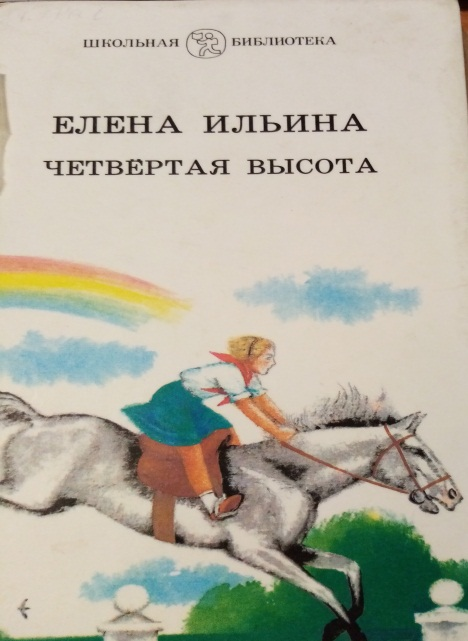 ШКОЛЬНАЯ БИБЛИОТЕКА
ЕЛЕНА ИЛЬИНА
ЧЕТВЁРТАЯ ВЫСОТА